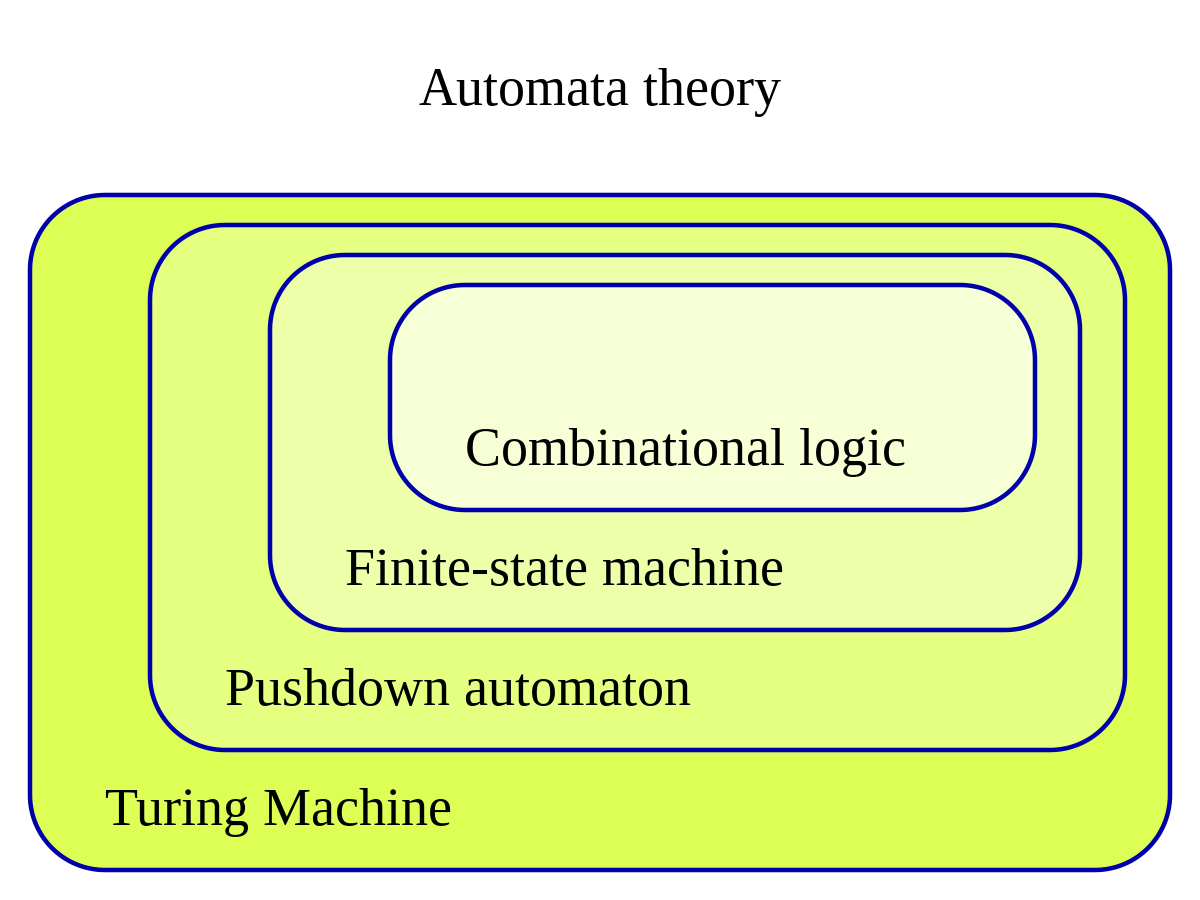 Automata theory
Combinational logic
Finite-state machine
Pushdown automaton
Turing Machine